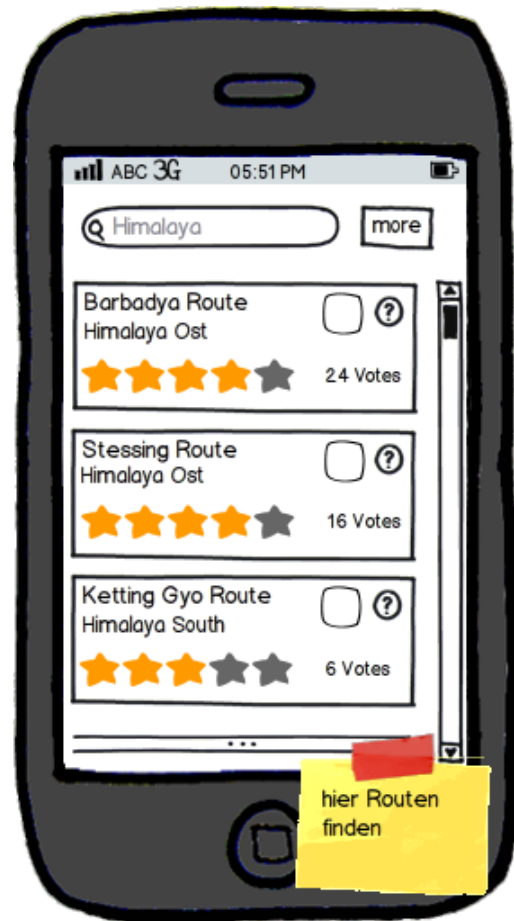 ABC 3G 05:51 PM
Himalaya more
Barbadya Route
Himalaya Ost
24 Votes
Stessing Route
Himalaya Ost
16 Votes
Ketting Gyo Route
Himalaya South
6 Votes
...
hier Routen
finden